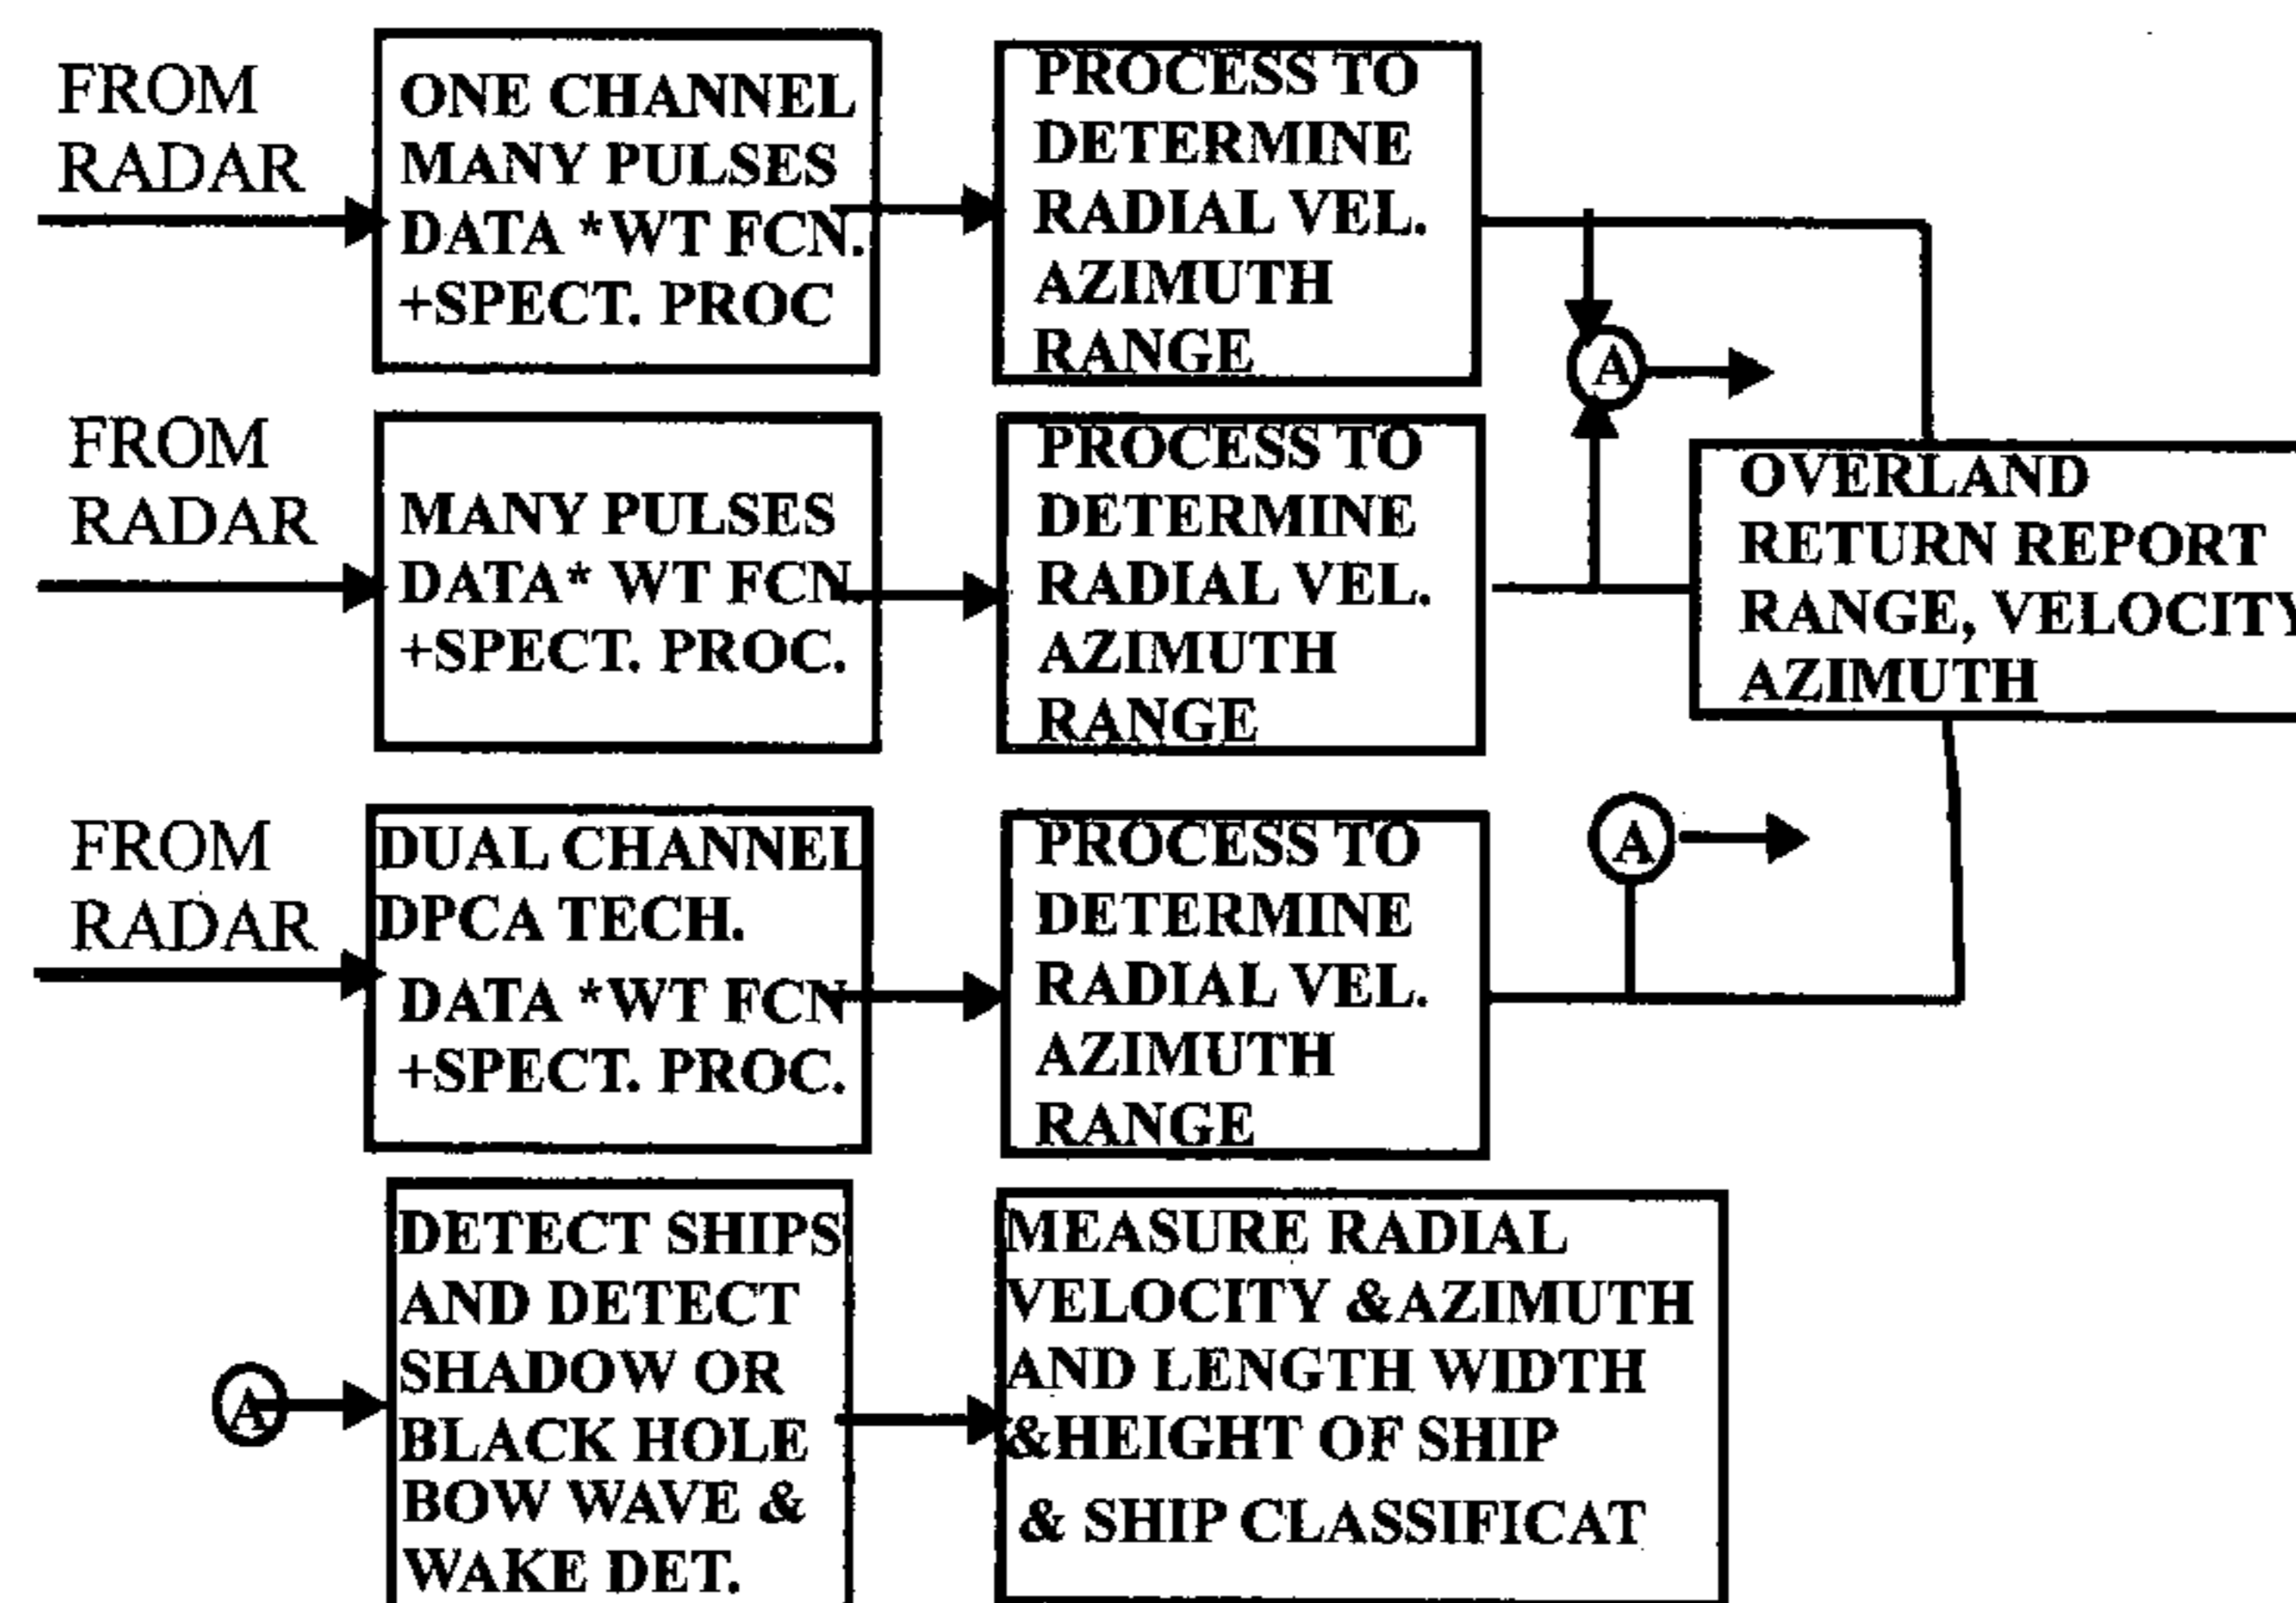 FROM
RADAR
ONE CHANNEL
MANY PULSES
DATA *WT FCN.
+SPECT. PROC
PROCESS TO
DETERMINE
RADIAL VEL.
AZIMUTH
RANGE
A
FROM
RADAR
MANY PULSES
DATA* WT FCN
+SPECT. PROC.
PROCESS TO
DETERMINE
RADIAL VEL.
AZIMUTH
RANGE
OVERLAND
RETURN REPORT
RANGE, VELOCITY
AZIMUTH
FROM
RADAR
DUAL CHANNEL
DPCA TECH.
DATA *WT FCN
+SPECT. PROC.
PROCESS TO
DETERMINE
RADIAL VEL.
AZIMUTH
RANGE
A
A
DETECT SHIPS
AND DETECT
SHADOW OR
BLACK HOLE
BOW WAVE &
WAKE DET.
MEASURE RADIAL
VELOCITY &AZIMUTH
AND LENGTH WIDTH
&HEIGHT OF SHIP
& SHIP CLASSIFICAT